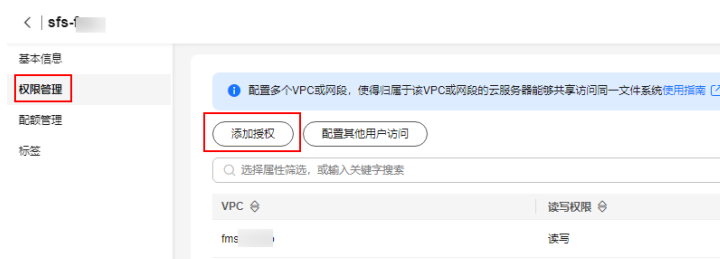 sfs-
基本信息
权限管理
配额管理
标签
配置多个VPC或网段，使得归属于该VPC或网段的云服务器能够共享访问同一文件系统使用指南
添加授权
配置其他用户访问
选择属性筛选，或输入关键字搜索
VPC
读写权限
fms
读写